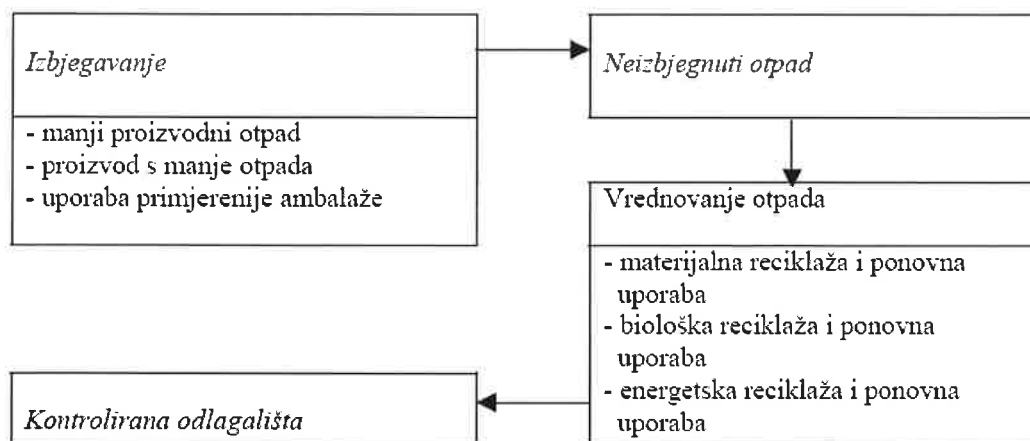 Izbjegavanje
- manji proizvodni otpad
- proizvod s manje otpada
- uporaba primjerenije ambalaže
Neizbjegnuti otpad
Vrednovanje otpada
- materijalna reciklaža i ponovna
uporaba
- biološka reciklaža i ponovna
uporaba
- energetska reciklaža i ponovna
uporaba
Kontrolirana odlagališta